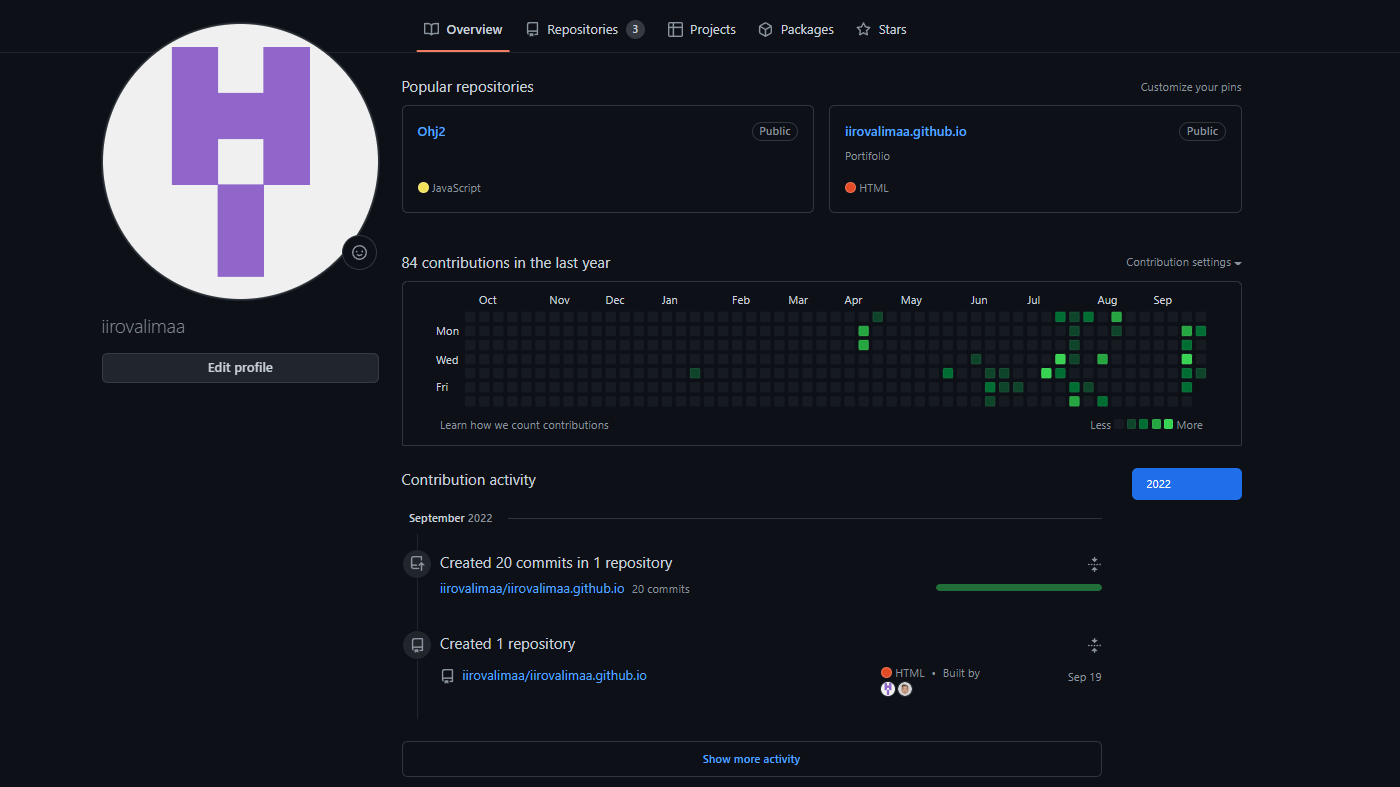 Overview Repositories 3 Projects Packages Stars
Popular repositories Customize your pins
Ohj2 Public
JavaScript
iirovalimaa.github.io Public
Portifolio
HTML
iirovalimaa
Edit profile
84 contributions in the last year Contribution settings
Oct Nov Dec Jan Feb Mar Apr May Jun Jul Aug Sep
Mon
Wed
Fri
Learn how we count contributions Less More
Contribution activity 2022
September 2022
Created 20 commits in 1 repository
iirovalimaa/iirovalimaa.github.io 20 commits
Created 1 repository
iirovalimaa/iirovalimaa.github.io HTML • Built by Sep 19
Show more activity